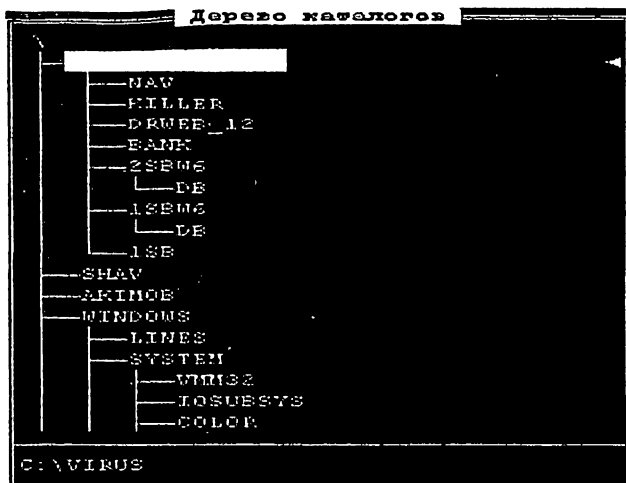 Дерево каталогов
\
NAV
KILLER
DRWEB_12
BANK
2SBW6
DB
1SBW6
DB
1SB
SHAV
AKIMOB
WINDOWS
LINES
SYSTEM
VMM32
IOSUBSYS
COLOR
C:\VIRUS